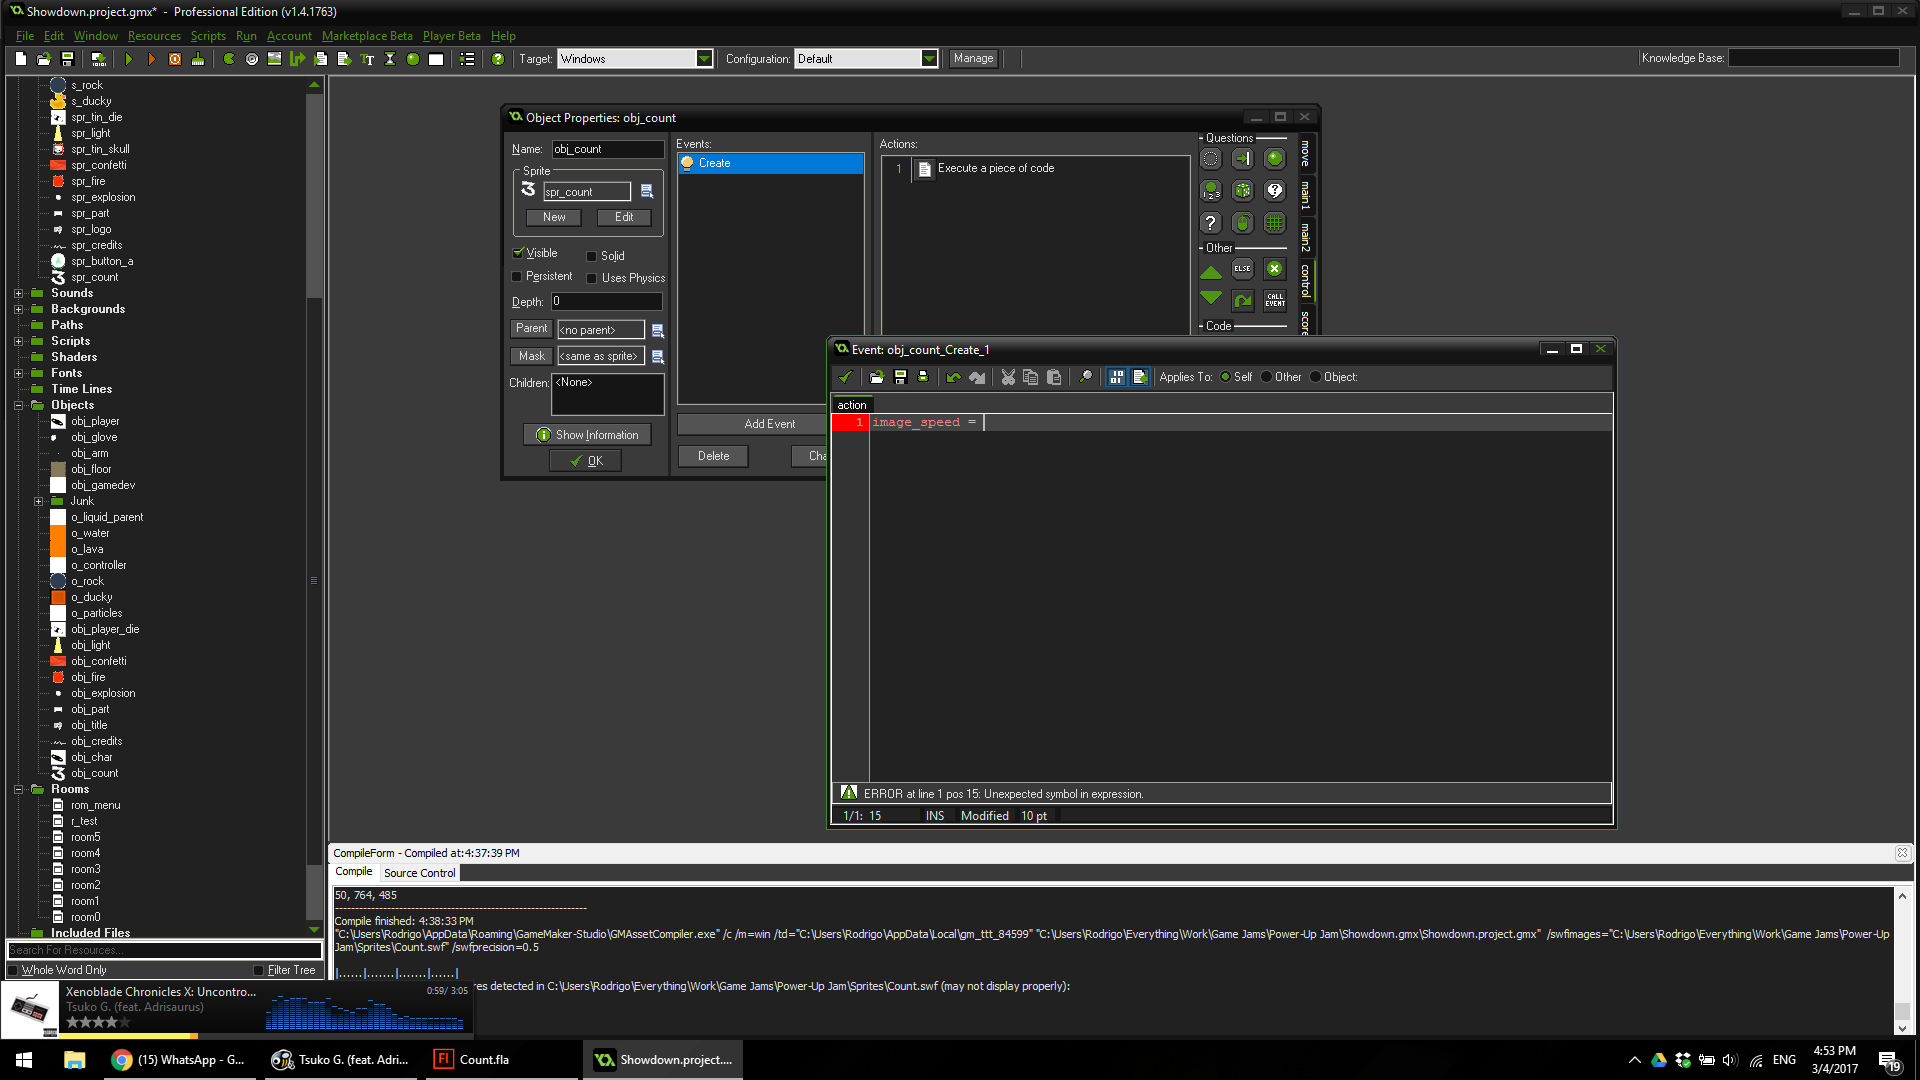 Showdown.project.gmx* - Professional Edition (v1.4.1763)
File Edit Window Resources Scripts Run Account Marketplace Beta Player Beta Help
Target: Windows Configuration: Default Manage Knowledge Base:
s_rock
s_ducky
spr_tin_die
spr_light
spr_tin_skull
spr_confetti
spr_fire
spr_explosion
spr_part
spr_logo
spr_credits
spr_button_a
spr_count
Sounds
Backgrounds
Paths
Scripts
Shaders
Fonts
Time Lines
Objects
obj_player
obj_glove
obj_arm
obj_floor
obj_gamedev
Junk
o_liquid_parent
o_water
o_lava
o_controller
o_rock
o_ducky
o_particles
obj_player_die
obj_light
obj_confetti
obj_fire
obj_explosion
obj_part
obj_title
obj_credits
obj_char
obj_count
Rooms
rom_menu
r_test
room5
room4
room3
room2
room1
room0
Included Files
Search For Resources...
Whole Word Only Filter Tree
Object Properties: obj_count
Name: obj_count
Sprite
spr_count
New Edit
Visible Solid
Persistent Uses Physics
Depth: 0
Parent <no parent>
Mask <same as sprite>
Children: <None>
Show Information
OK
Events:
Create
Add Event
Delete Cha
Actions:
1 Execute a piece of code
Questions
Other
ELSE
CALL EVENT
Code
move
main1
main2
control
score
Event: obj_count_Create_1
Applies To: Self Other Object:
action
1 image_speed =
ERROR at line 1 pos 15: Unexpected symbol in expression.
1/1: 15 INS Modified 10 pt
CompileForm - Compiled at:4:37:39 PM
Compile Source Control
50, 764, 485
Compile finished: 4:38:33 PM
"C:\Users\Rodrigo\AppData\Roaming\GameMaker-Studio\GMAssetCompiler.exe" /c /m=win /td="C:\Users\Rodrigo\AppData\Local\gm_ttt_84599" "C:\Users\Rodrigo\Everything\Work\Game Jams\Power-Up Jam\Showdown.gmx\Showdown.project.gmx" /swfimages="C:\Users\Rodrigo\Everything\Work\Game Jams\Power-Up
Jam\Sprites\Count.swf" /swfprecision=0.5
|......|.......|.......|......|
res detected in C:\Users\Rodrigo\Everything\Work\Game Jams\Power-Up Jam\Sprites\Count.swf (may not display properly):
Xenoblade Chronicles X: Uncontro... 0:59/ 3:05
Tsuko G. (feat. Adrisaurus)
(15) WhatsApp - G... Tsuko G. (feat. Adri... Fl Count.fla Showdown.project.... ENG 4:53 PM
3/4/2017
19